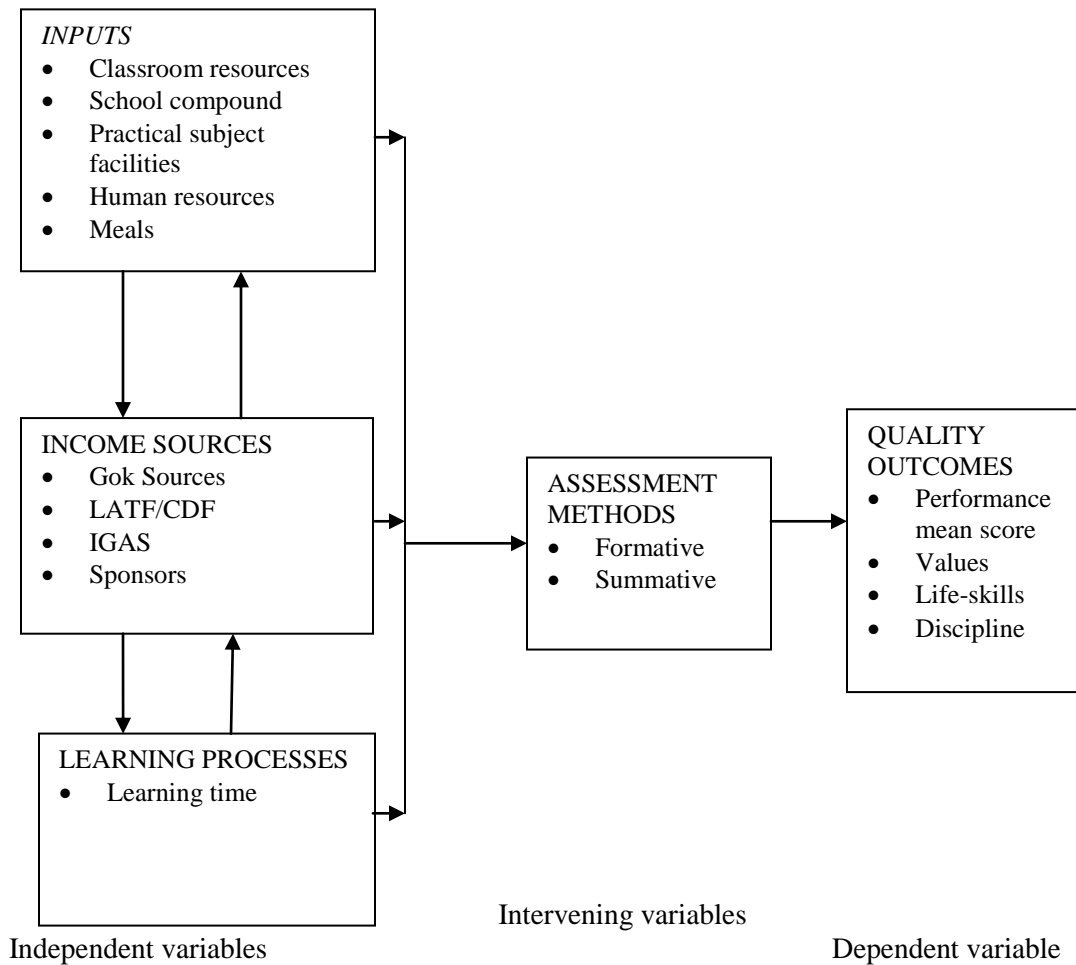 INPUTS
• Classroom resources
• School compound
• Practical subject
facilities
• Human resources
• Meals
INCOME SOURCES
• Gok Sources
• LATF/CDF
• IGAS
• Sponsors
LEARNING PROCESSES
• Learning time
ASSESSMENT
METHODS
• Formative
• Summative
QUALITY
OUTCOMES
• Performance
mean score
• Values
• Life-skills
• Discipline
Independent variables
Intervening variables
Dependent variable